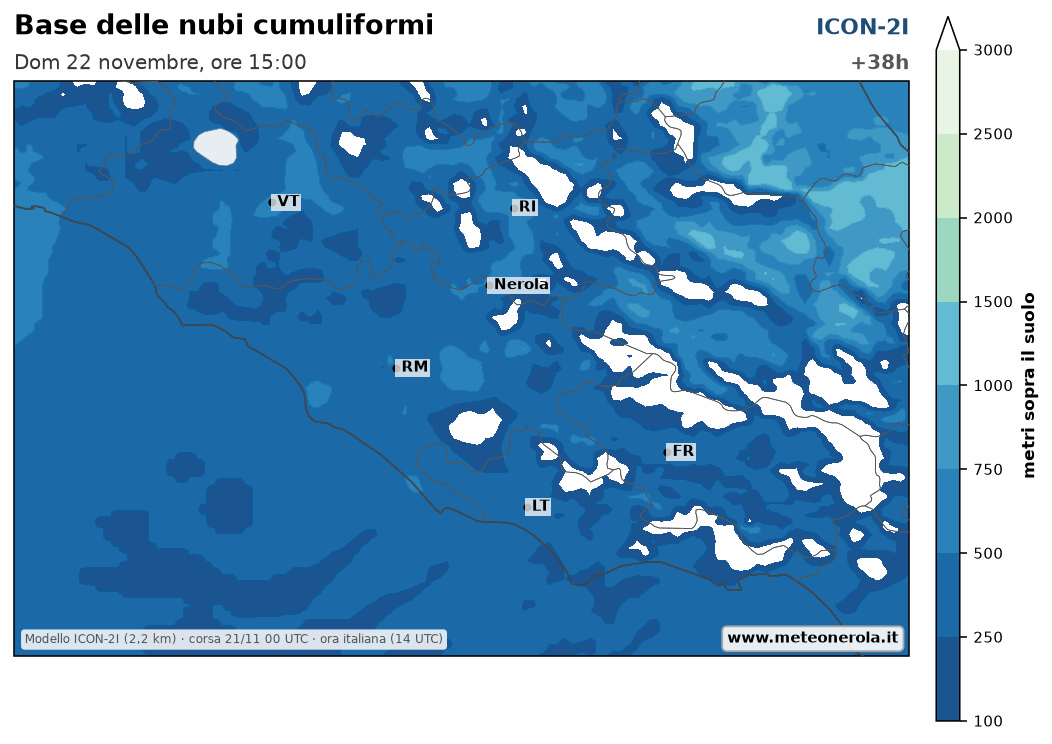 Base delle nubi cumuliformi
ICON-2I
Dom 22 novembre, ore 15:00
+38h
3000
2500
2000
1500
1000
750
500
250
100
metri sopra il suolo
VT
RI
Nerola
RM
FR
LT
Modello ICON-2I (2,2 km) · corsa 21/11 00 UTC · ora italiana (14 UTC)
www.meteonerola.it